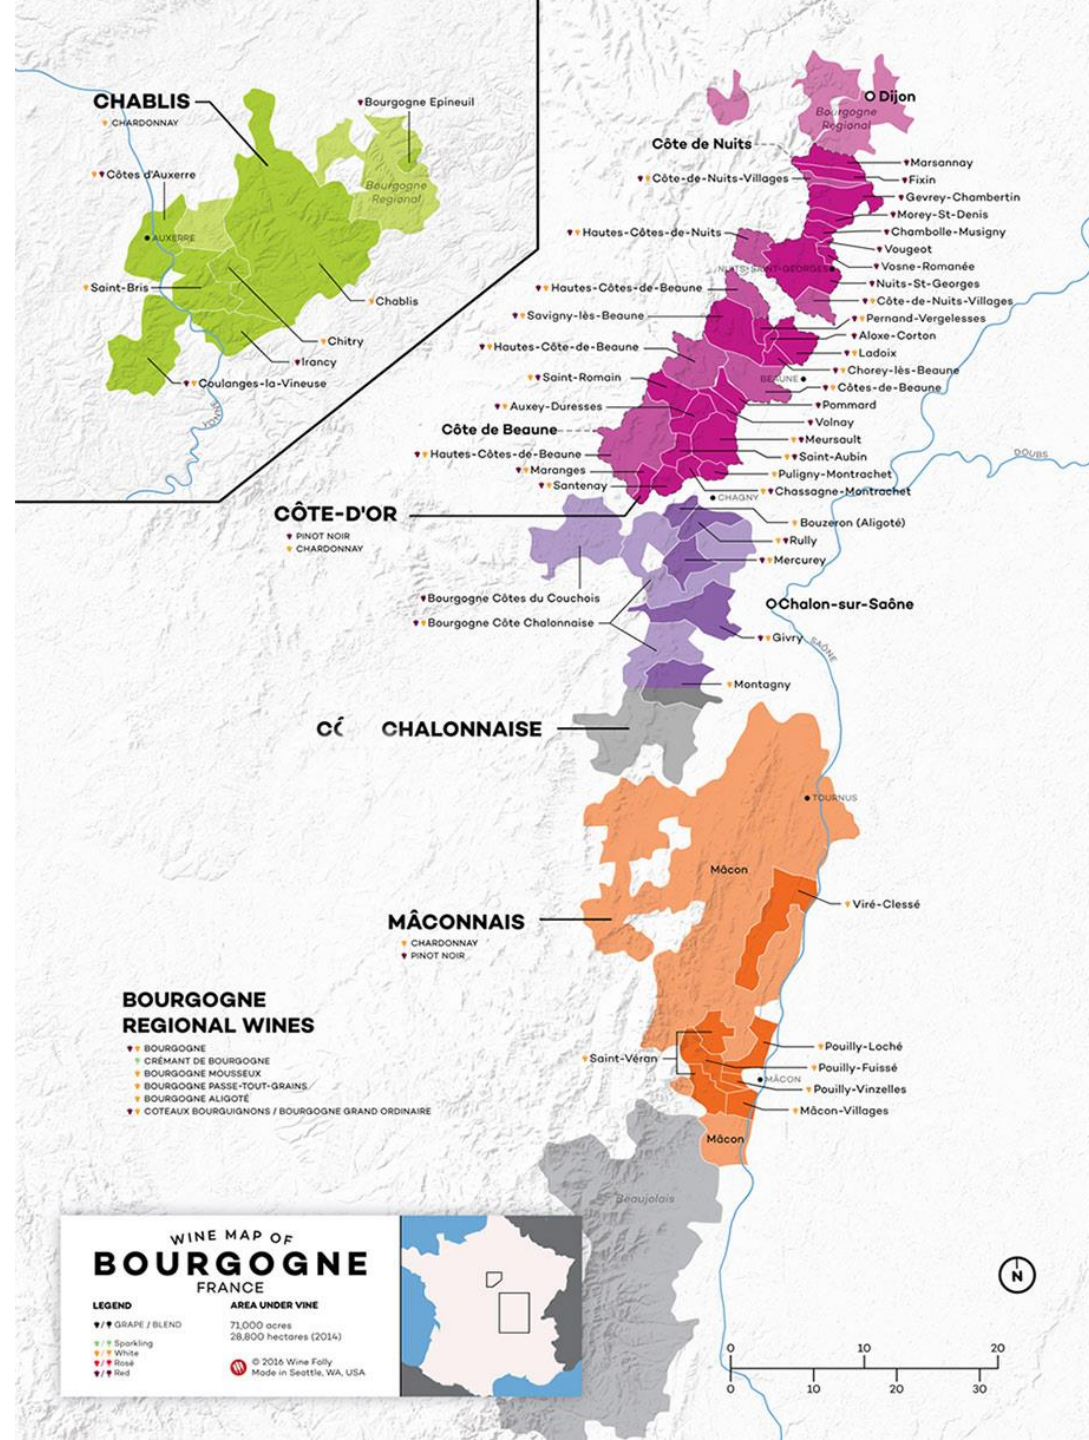 CHABLIS
CHARDONNAY
Bourgogne Epineuil
Côtes d'Auxerre
Bourgogne
Regional
AUXERRE
Saint-Bris
Chablis
Chitry
Irancy
Coulanges-la-Vineuse
YONNE
Dijon
Bourgogne
Regional
Côte de Nuits
Marsannay
Côte-de-Nuits-Villages
Fixin
Gevrey-Chambertin
Morey-St-Denis
Hautes-Côtes-de-Nuits
Chambolle-Musigny
Vougeot
NUITS-SAINT-GEORGES
Vosne-Romanée
Nuits-St-Georges
Hautes-Côtes-de-Beaune
Côte-de-Nuits-Villages
Savigny-lès-Beaune
Pernand-Vergelesses
Aloxe-Corton
Hautes-Côte-de-Beaune
Ladoix
Chorey-lès-Beaune
Saint-Romain
BEAUNE
Côtes-de-Beaune
Auxey-Duresses
Pommard
Volnay
Côte de Beaune
Meursault
Hautes-Côtes-de-Beaune
Saint-Aubin
DOUBS
Maranges
Puligny-Montrachet
Santenay
Chassagne-Montrachet
CHAGNY
CÔTE-D'OR
PINOT NOIR
CHARDONNAY
Bouzeron (Aligoté)
Rully
Mercurey
Bourgogne Côtes du Couchois
Chalon-sur-Saône
Bourgogne Côte Chalonnaise
Givry
SAÔNE
Montagny
CHALONNAISE
TOURNUS
Mâcon
Viré-Clessé
MÂCONNAIS
CHARDONNAY
PINOT NOIR
BOURGOGNE
REGIONAL WINES
BOURGOGNE
CRÉMANT DE BOURGOGNE
BOURGOGNE MOUSSEUX
BOURGOGNE PASSE-TOUT-GRAINS
BOURGOGNE ALIGOTÉ
COTEAUX BOURGUIGNONS / BOURGOGNE GRAND ORDINAIRE
Pouilly-Loché
Saint-Véran
Pouilly-Fuissé
MÂCON
Pouilly-Vinzelles
Mâcon-Villages
Mâcon
Beaujolais
WINE MAP OF
BOURGOGNE
FRANCE
LEGEND
GRAPE / BLEND
Sparkling
White
Rosé
Red
AREA UNDER VINE
71,000 acres
28,800 hectares (2014)
© 2016 Wine Folly
Made in Seattle, WA, USA
N
0 10 20
0 10 20 30